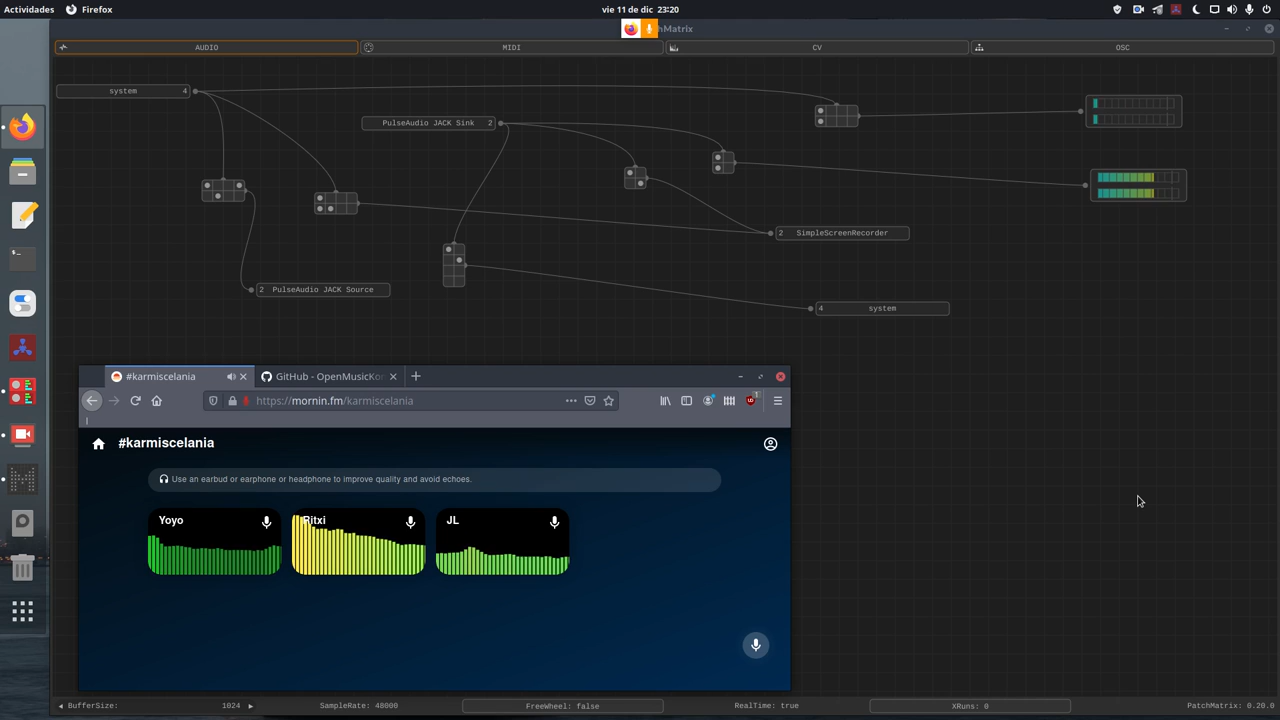 Actividades
Firefox
vie 11 de dic 23:20
chMatrix
AUDIO
MIDI
CV
OSC
system 4
PulseAudio JACK Sink 2
2 SimpleScreenRecorder
2 PulseAudio JACK Source
4 system
#karmiscelania
GitHub - OpenMusicKon
https://mornin.fm/karmiscelania
1
#karmiscelania
Use an earbud or earphone or headphone to improve quality and avoid echoes.
Yoyo
Ritxi
JL
BufferSize: 1024
SampleRate: 48000
FreeWheel: false
RealTime: true
XRuns: 0
PatchMatrix: 0.20.0